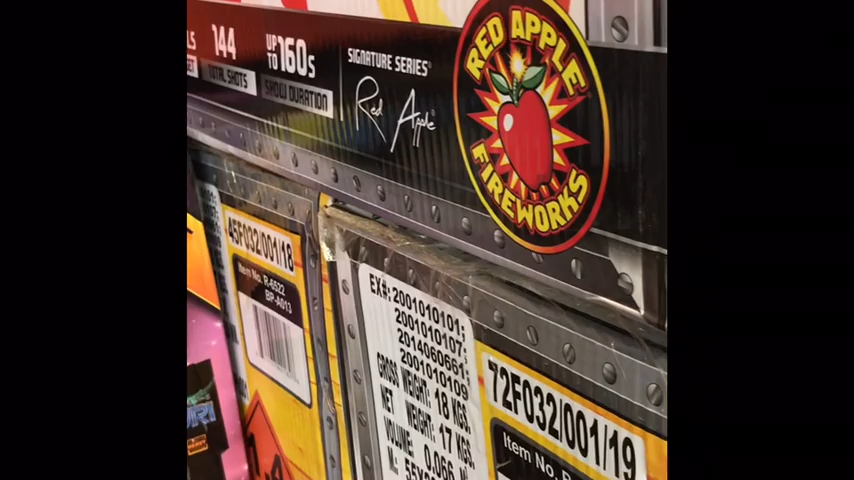 144
TOTAL SHOTS
UP TO 160s
SHOW DURATION
SIGNATURE SERIES
Red Apple
RED APPLE
FIREWORKS
45F032/001/18
Item No. R-6522
BP-A013
EX#: 2001010101;
2001010107;
2014060661;
2001010109
GROSS WEIGHT: 18 KGS.
NET WEIGHT: 17 KGS.
VOLUME: 0.066
72F032/001/19
Item No.
1.4